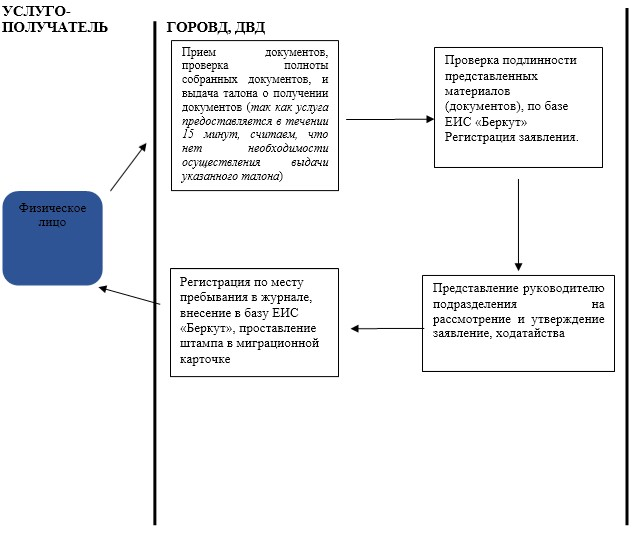 УСЛУГО-
ПОЛУЧАТЕЛЬ
ГОРОВД, ДВД
Прием документов,
проверка полноты
собранных документов, и
выдача талона о получении
документов (так как услуга
предоставляется в течении
15 минут, считаем, что
нет необходимости
осуществления выдачи
указанного талона)
Проверка подлинности
представленных
материалов
(документов), по базе
ЕИС «Беркут»
Регистрация заявления.
Физическое
лицо
Регистрация по месту
пребывания в журнале,
внесение в базу ЕИС
«Беркут», проставление
штампа в миграционной
карточке
Представление руководителю
подразделения на
рассмотрение и утверждение
заявление, ходатайства